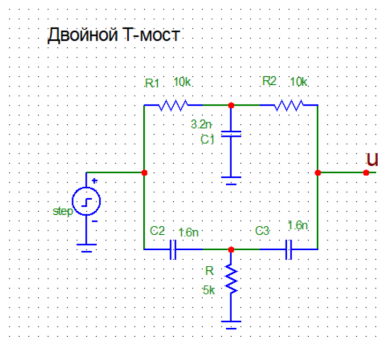 Двойной Т-мост
R1 10k R2 10k
3.2n
C1
u
step
C2 1.6n C3 1.6n
R
5k